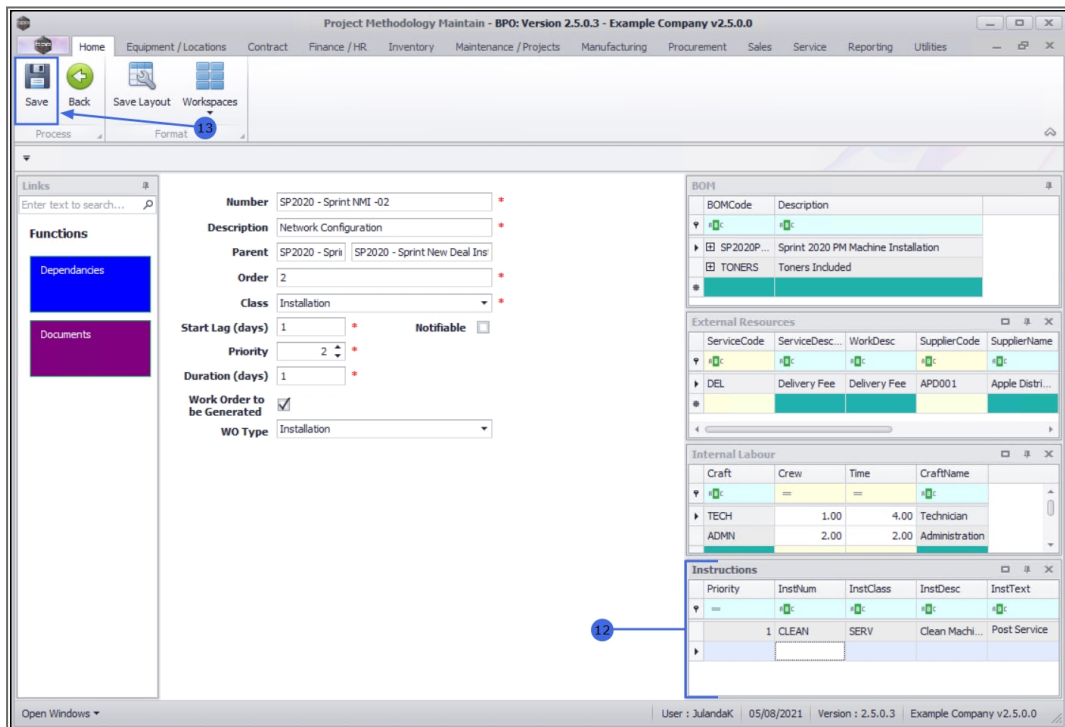 Project Methodology Maintain - BPO: Version 2.5.0.3 - Example Company v2.5.0.0
Home Equipment / Locations Contract Finance / HR Inventory Maintenance / Projects Manufacturing Procurement Sales Service Reporting Utilities
Save Back Save Layout Workspaces
13
Process Format
Links
Enter text to search...
Functions
Dependancies
Documents
Number SP2020 - Sprint NMI -02 *
Description Network Configuration *
Parent SP2020 - Spri SP2020 - Sprint New Deal Ins
Order 2 *
Class Installation *
Start Lag (days) 1 * Notifiable
Priority 2 *
Duration (days) 1 *
Work Order to
be Generated
WO Type Installation
BOM
BOMCode Description
SP2020P... Sprint 2020 PM Machine Installation
TONERS Toners Included
External Resources
ServiceCode ServiceDesc... WorkDesc SupplierCode SupplierName
DEL Delivery Fee Delivery Fee APD001 Apple Distri...
Internal Labour
Craft Crew Time CraftName
= =
TECH 1.00 4.00 Technician
ADMN 2.00 2.00 Administration
Instructions
Priority InstNum InstClass InstDesc InstText
=
12
1 CLEAN SERV Clean Machi... Post Service
Open Windows User : JulandaK 05/08/2021 Version : 2.5.0.3 Example Company v2.5.0.0